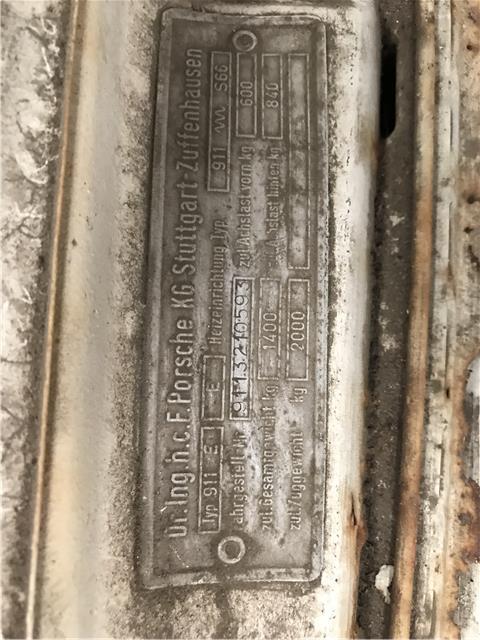 Dr. Ing. h. c. F. Porsche KG Stuttgart-Zuffenhausen
Typ 911 E E Heizeinrichtung Typ: 911 S66
Fahrgestell-Nr. 9113210593 zul. Achslast vorn kg 600
zul. Gesamtgewicht kg 1400 zul. Achslast hinten kg 840
zul. Zuggewicht kg 2000